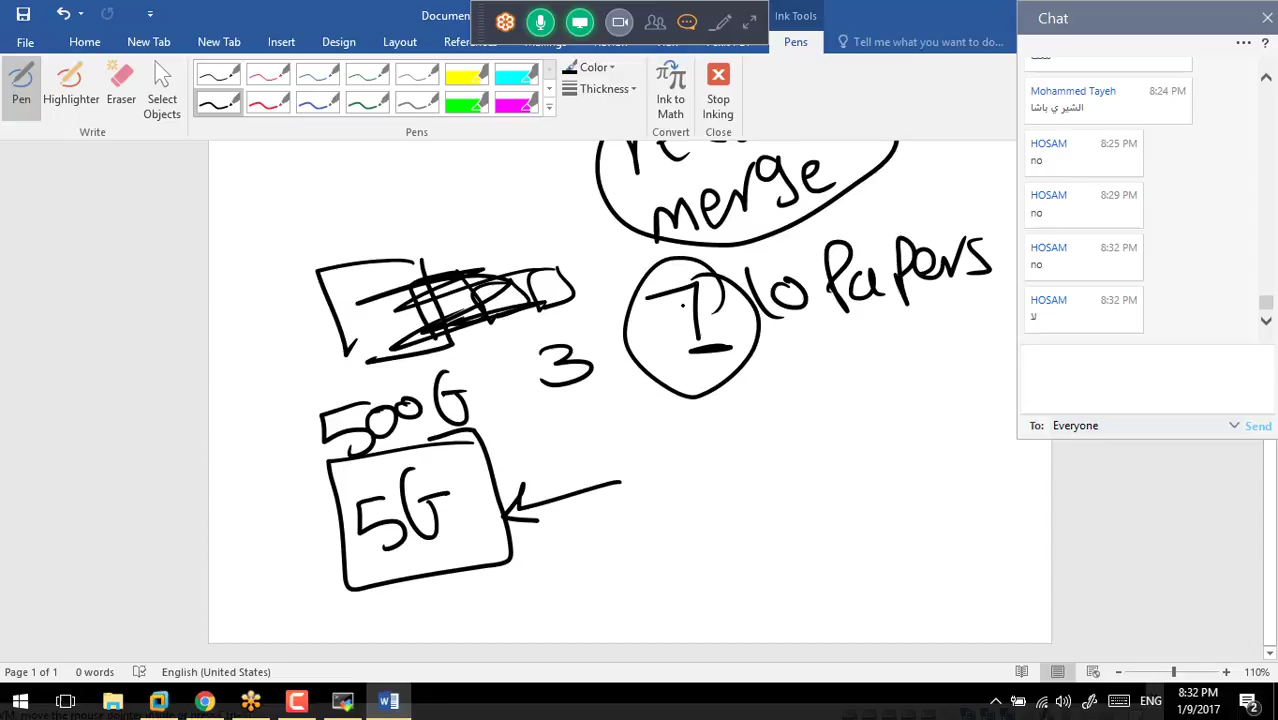 Documen
Ink Tools
File
Home
New Tab
New Tab
Insert
Design
Layout
Pens
Tell me what you want to do...
Pen
Highlighter
Eraser
Select Objects
Color
Thickness
Ink to Math
Stop Inking
Write
Pens
Convert
Close
merge
10 Papers
3
500G
5G
Chat
Mohammed Tayeh 8:24 PM
الشير ي باشا
HOSAM 8:25 PM
no
HOSAM 8:29 PM
no
HOSAM 8:32 PM
no
HOSAM 8:32 PM
لا
To: Everyone
Send
Page 1 of 1
0 words
English (United States)
110%
ENG
8:32 PM
1/9/2017
2